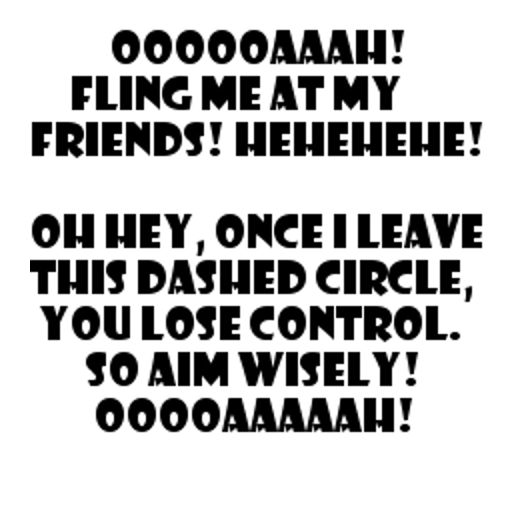 OOOOOAAAH!
FLING ME AT MY
FRIENDS! HEHEHEHE!
OH HEY, ONCE I LEAVE
THIS DASHED CIRCLE,
YOU LOSE CONTROL.
SO AIM WISELY!
OOOOAAAAAH!